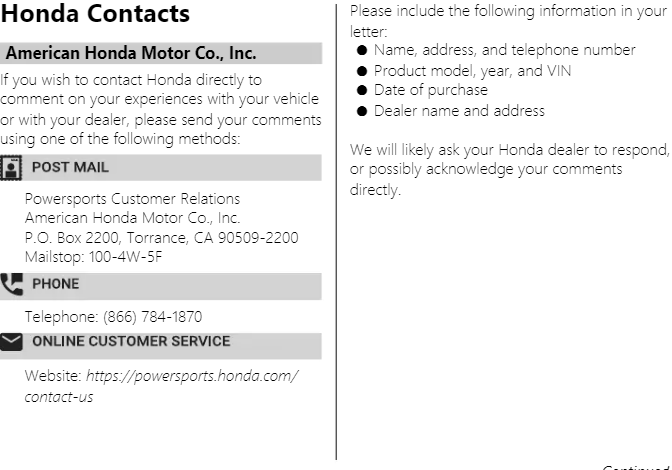 Honda Contacts
American Honda Motor Co., Inc.
If you wish to contact Honda directly to
comment on your experiences with your vehicle
or with your dealer, please send your comments
using one of the following methods:
POST MAIL
Powersports Customer Relations
American Honda Motor Co., Inc.
P.O. Box 2200, Torrance, CA 90509-2200
Mailstop: 100-4W-5F
PHONE
Telephone: (866) 784-1870
ONLINE CUSTOMER SERVICE
Website: https://powersports.honda.com/
contact-us
Please include the following information in your
letter:
● Name, address, and telephone number
● Product model, year, and VIN
● Date of purchase
● Dealer name and address
We will likely ask your Honda dealer to respond,
or possibly acknowledge your comments
directly.
Continued